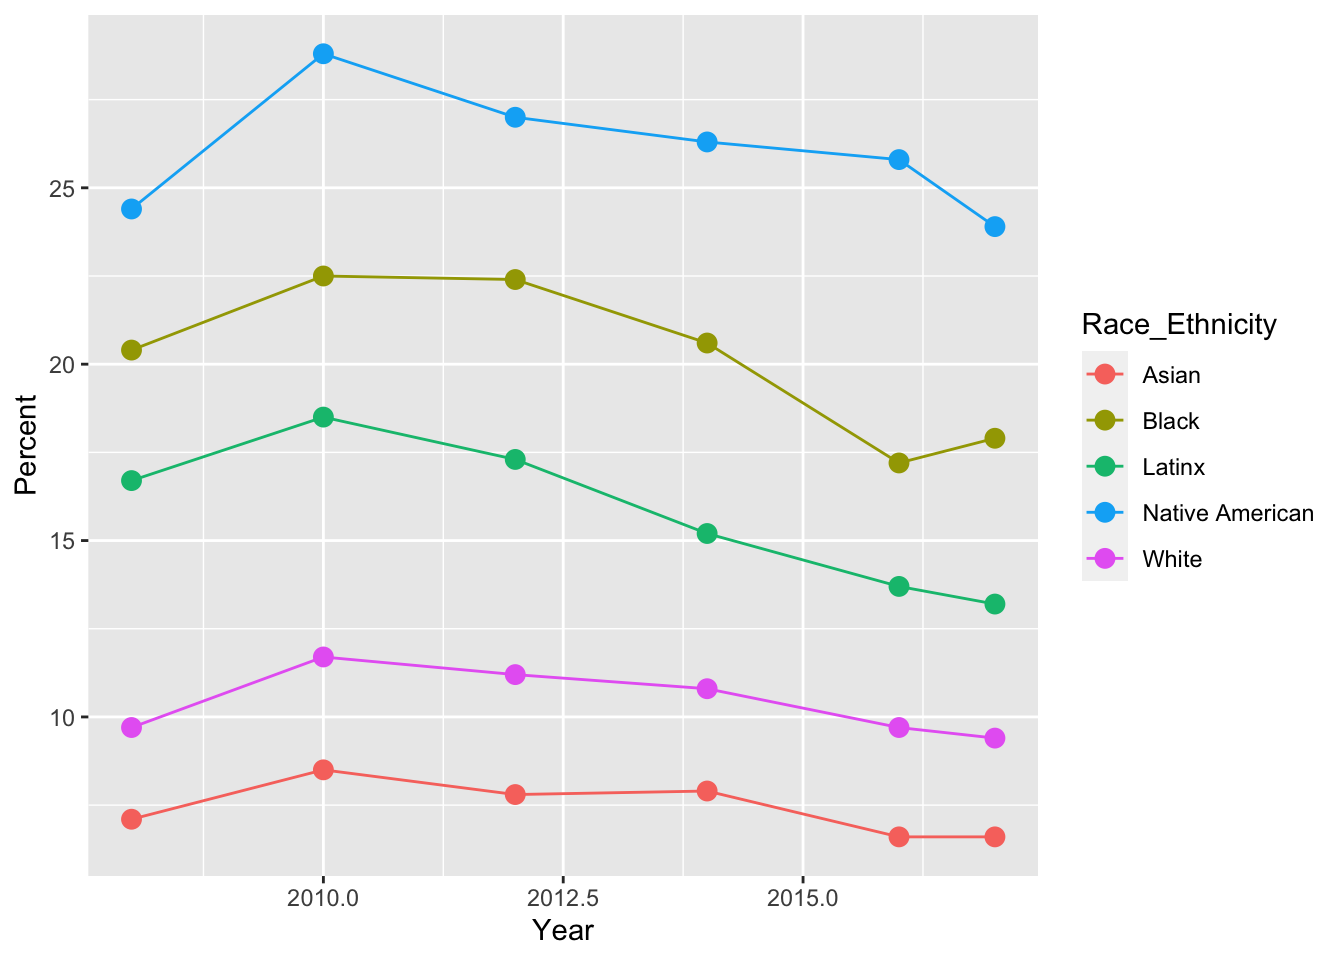 25
20
15
10
Percent
2010.0
2012.5
2015.0
Year
Race_Ethnicity
Asian
Black
Latinx
Native American
White